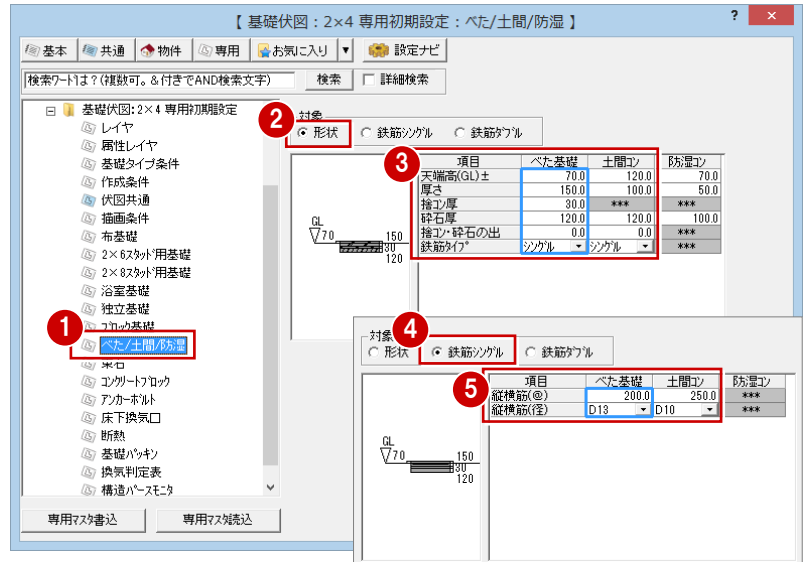 【 基礎伏図：2×4 専用初期設定：べた/土間/防湿 】 ? ×
基本 共通 物件 専用 お気に入り ▼ 設定ナビ
検索ワードは？(複数可。&付きでAND検索文字) 検索 詳細検索
基礎伏図:2×4 専用初期設定
レイヤ
属性レイヤ
基礎タイプ条件
作成条件
伏図共通
描画条件
布基礎
2×6スタッド用基礎
2×8スタッド用基礎
浴室基礎
独立基礎
ブロック基礎
1
べた/土間/防湿
束石
コンクリートブロック
アンカーボルト
床下換気口
断熱
基礎パッキン
換気判定表
構造パースモニタ
専用マスタ書込 専用マスタ読込
2
対象
形状 鉄筋シングル 鉄筋ダブル
3
項目 べた基礎 土間コン 防湿コン
天端高(GL)± 70.0 120.0 70.0
厚さ 150.0 100.0 50.0
捨コン厚 30.0 *** ***
砕石厚 120.0 120.0 100.0
捨コン・砕石の出 0.0 0.0 ***
鉄筋タイプ シングル シングル ***
GL
70 150
30
120
4
対象
形状 鉄筋シングル 鉄筋ダブル
5
項目 べた基礎 土間コン 防湿コン
縦横筋(@) 200.0 250.0 ***
縦横筋(径) D13 D10 ***
GL
70 150
30
120